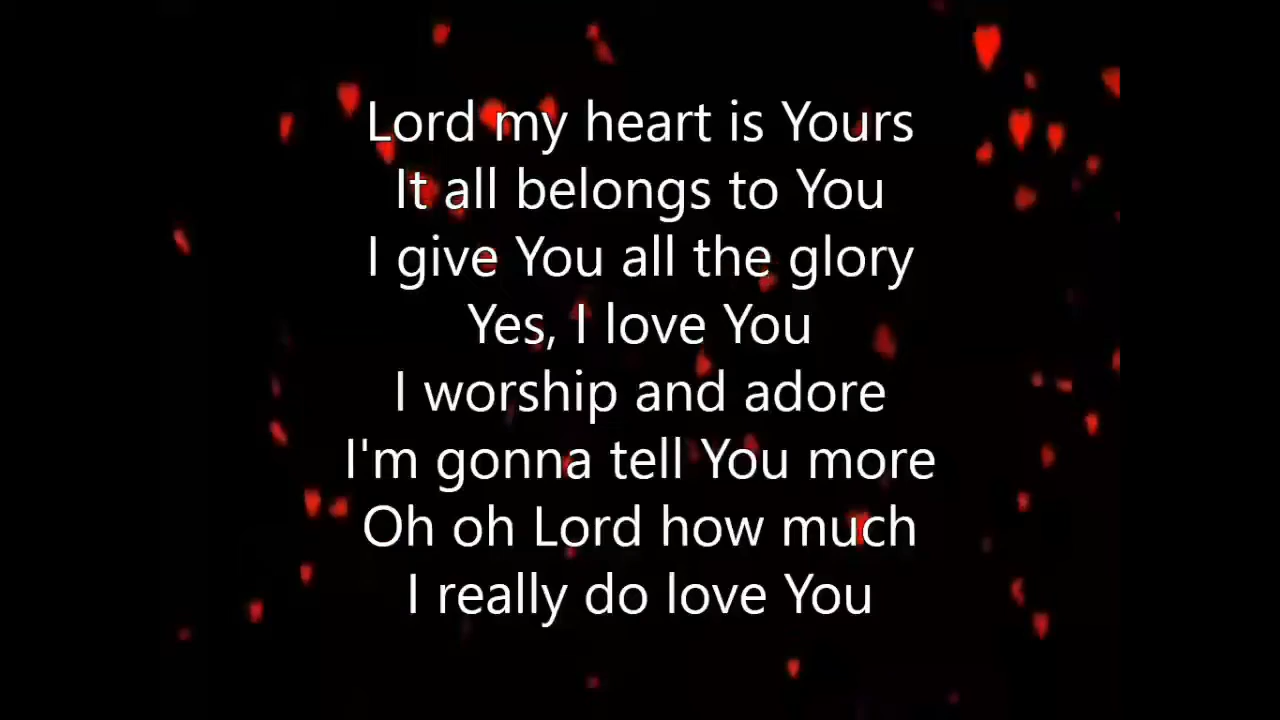 Lord my heart is Yours
It all belongs to You
I give You all the glory
Yes, I love You
I worship and adore
I'm gonna tell You more
Oh oh Lord how much
I really do love You